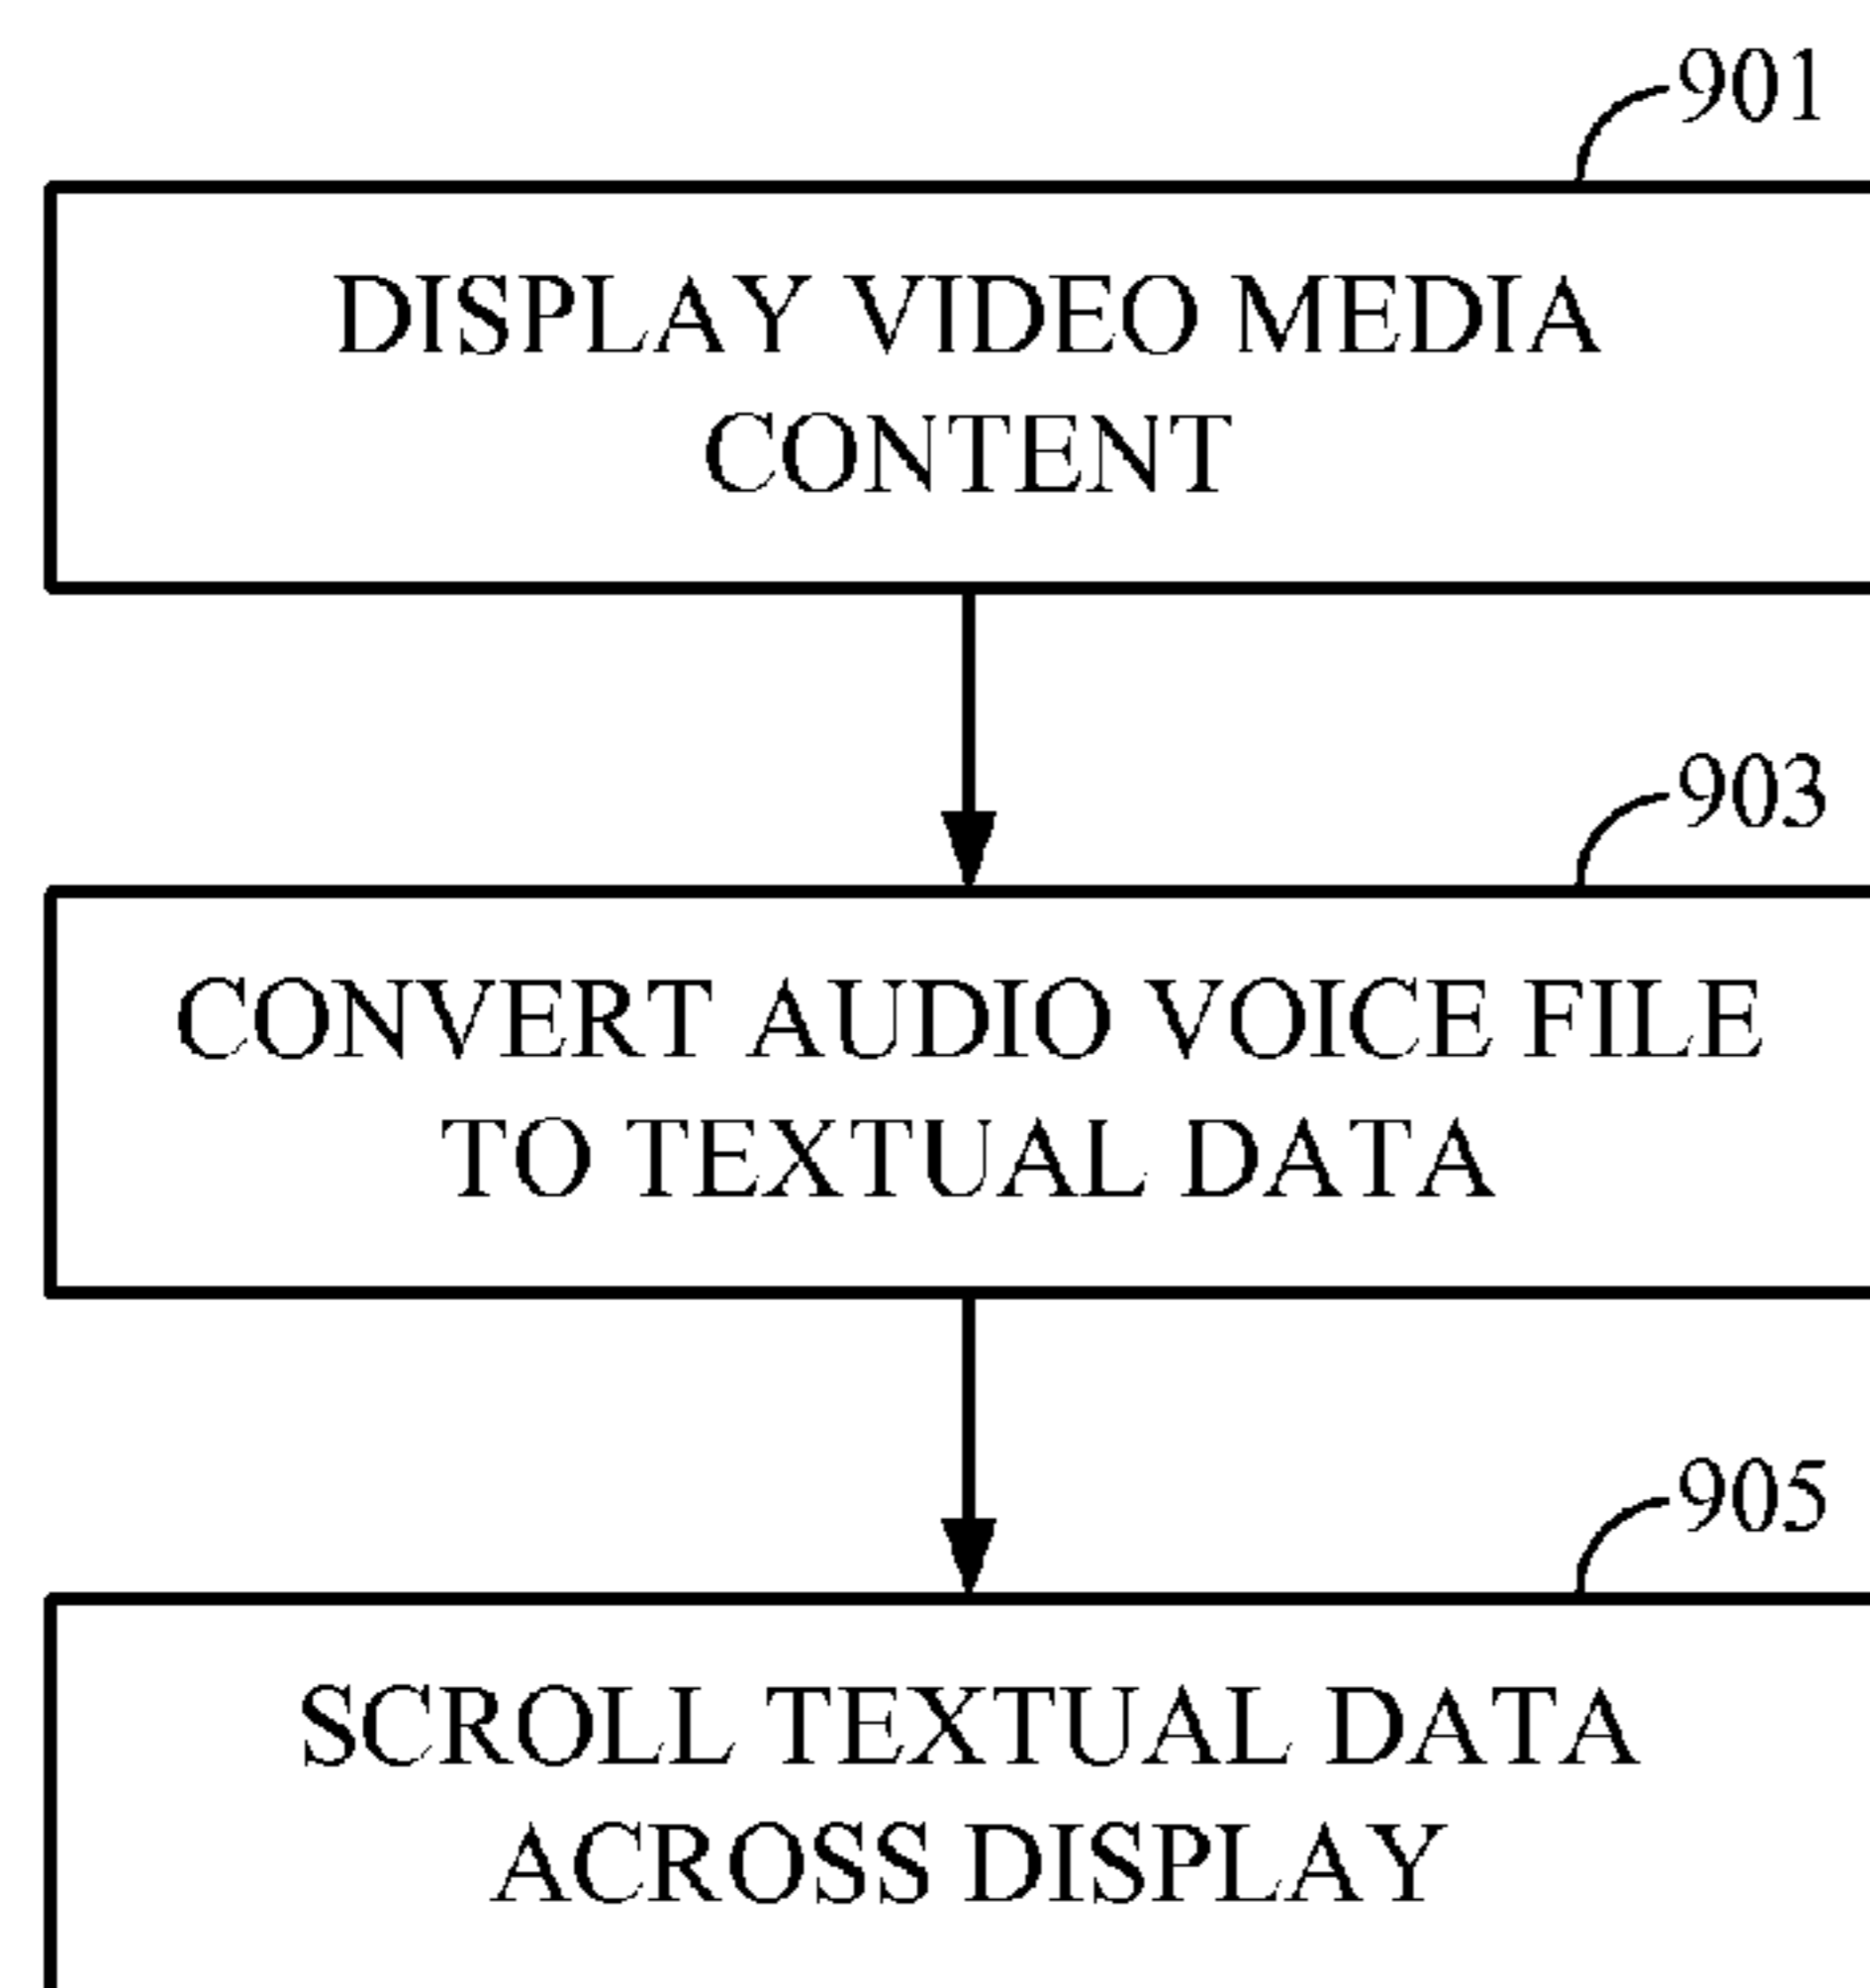 901
DISPLAY VIDEO MEDIA
CONTENT
903
CONVERT AUDIO VOICE FILE
TO TEXTUAL DATA
905
SCROLL TEXTUAL DATA
ACROSS DISPLAY